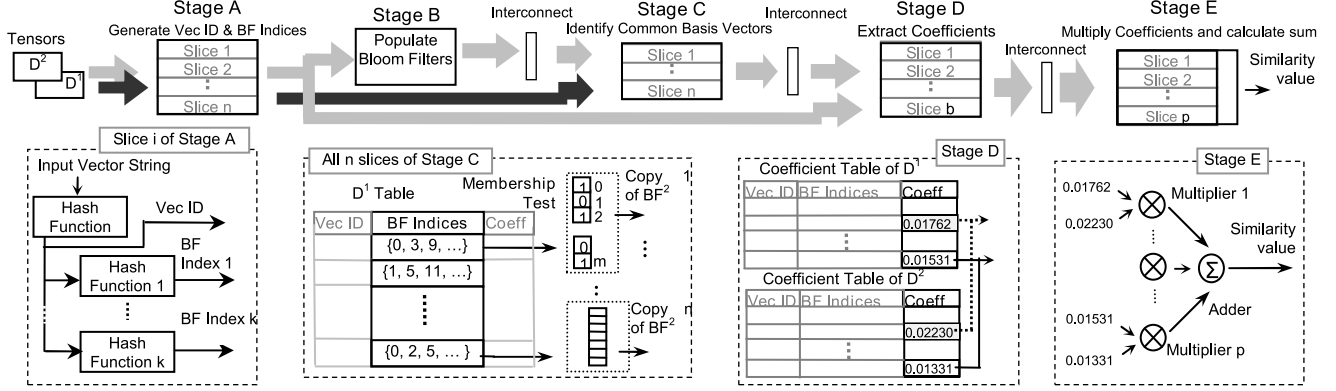 Stage A
Stage B
Interconnect
Stage C
Interconnect
Stage D
Stage E
Tensors
D2
D1
Generate Vec ID & BF Indices
Slice 1
Slice 2
Slice n
Populate
Bloom Filters
Identify Common Basis Vectors
Slice 1
Slice n
Extract Coefficients
Slice 1
Slice 2
Slice b
Interconnect
Multiply Coefficients and calculate sum
Slice 1
Slice 2
Slice p
Similarity
value
Slice i of Stage A
Input Vector String
Hash
Function
Vec ID
BF
Index 1
Hash
Function 1
BF Index k
Hash
Function k
All n slices of Stage C
D1 Table
Vec ID
BF Indices
Coeff
{0, 3, 9, ...}
{1, 5, 11, ...}
{0, 2, 5, ... }
Membership
Test
1 0
0 1
1 2
0
1 m
Copy 1
of BF2
Copy n
of BF2
Stage D
Coefficient Table of D1
Vec ID BF Indices Coeff
0.01762
0.01531
Coefficient Table of D2
Vec ID BF Indices Coeff
0.02230
0.01331
Stage E
0.01762
0.02230
Multiplier 1
Similarity
value
Σ
Adder
0.01531
0.01331
Multiplier p